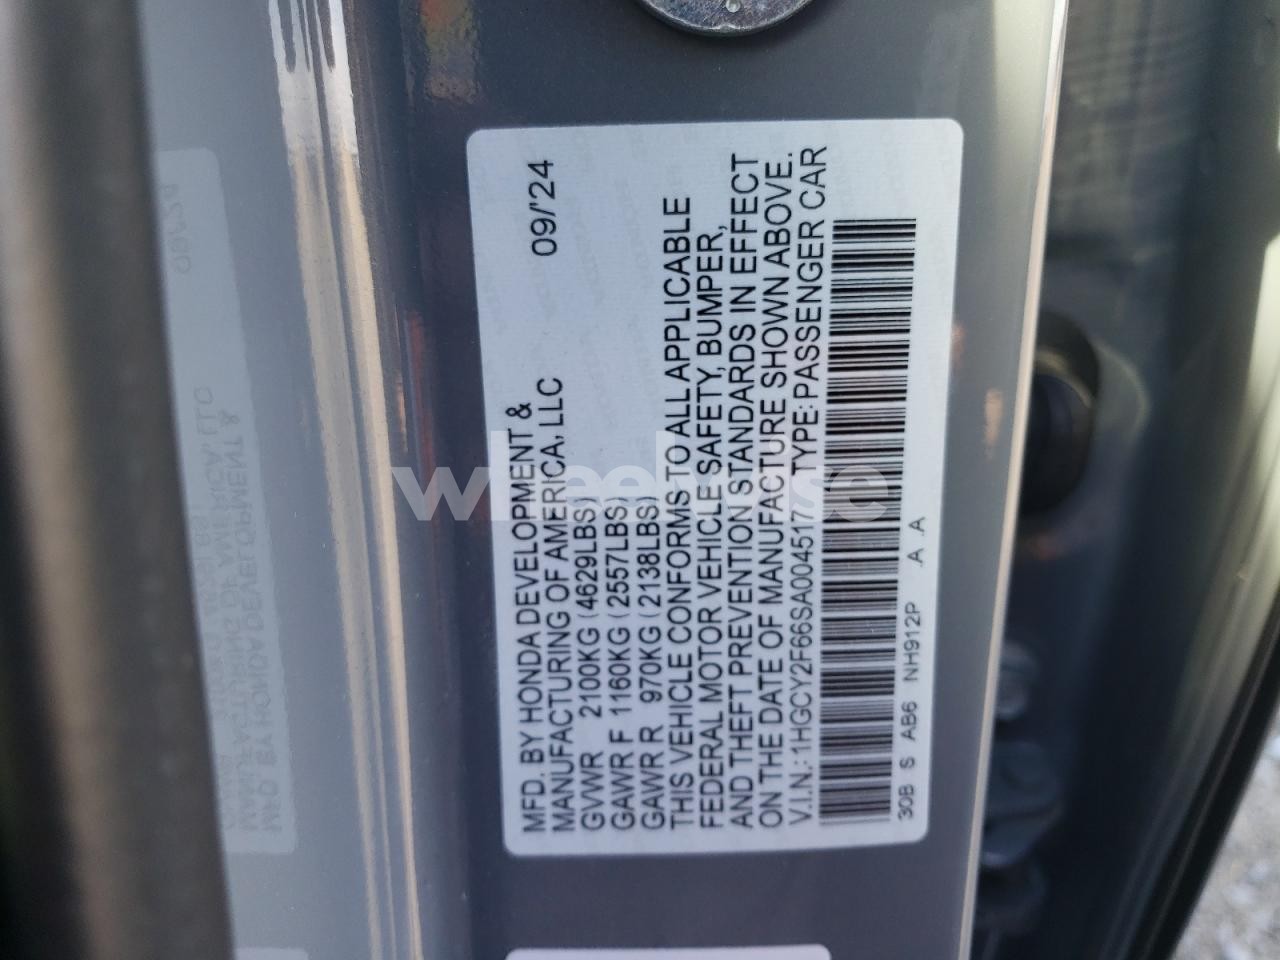 MFD. BY HONDA DEVELOPMENT &
MANUFACTURING OF AMERICA, LLC 09/'24
GVWR 2100KG (4629LBS)
GAWR F 1160KG (2557LBS)
GAWR R 970KG (2138LBS)
THIS VEHICLE CONFORMS TO ALL APPLICABLE
FEDERAL MOTOR VEHICLE SAFETY, BUMPER,
AND THEFT PREVENTION STANDARDS IN EFFECT
ON THE DATE OF MANUFACTURE SHOWN ABOVE.
V.I.N.: 1HGCY2F66SA004517 TYPE: PASSENGER CAR
30B S AB6 NH912P A A